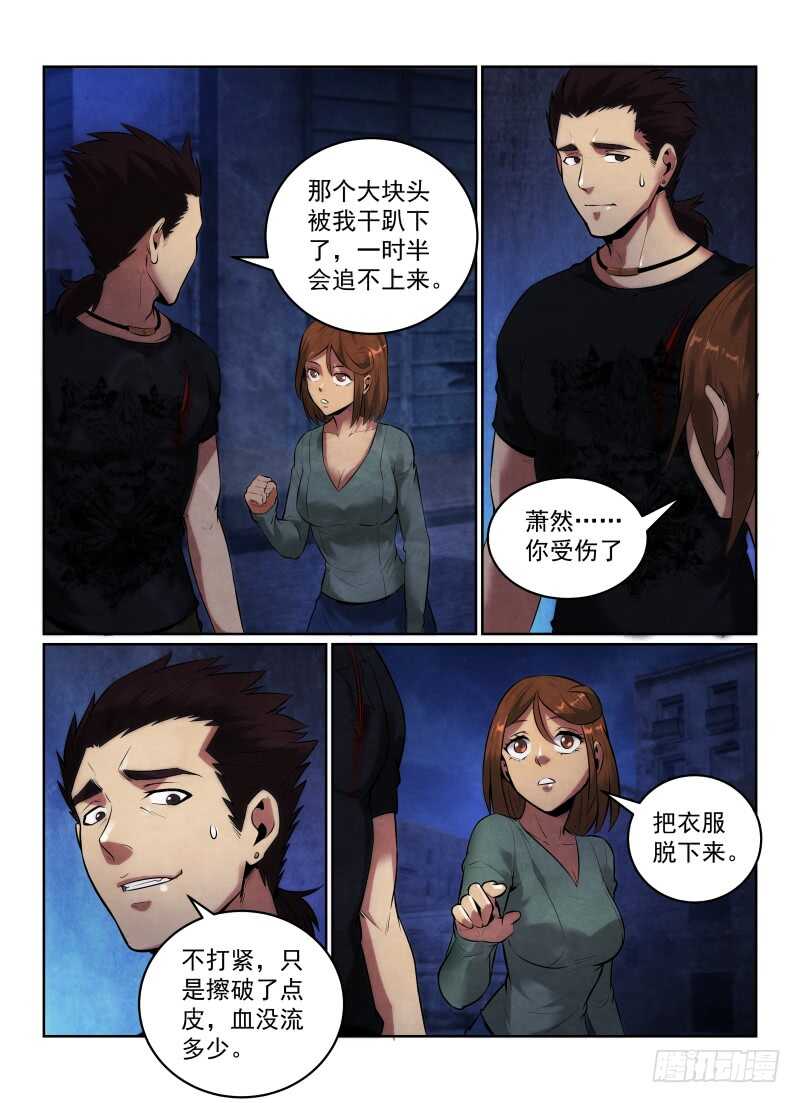 那个大块头
被我干趴下
了，一时半
会追不上来。
萧然……
你受伤了
不打紧，只
是擦破了点
皮，血没流
多少。
把衣服
脱下来。
腾讯动漫